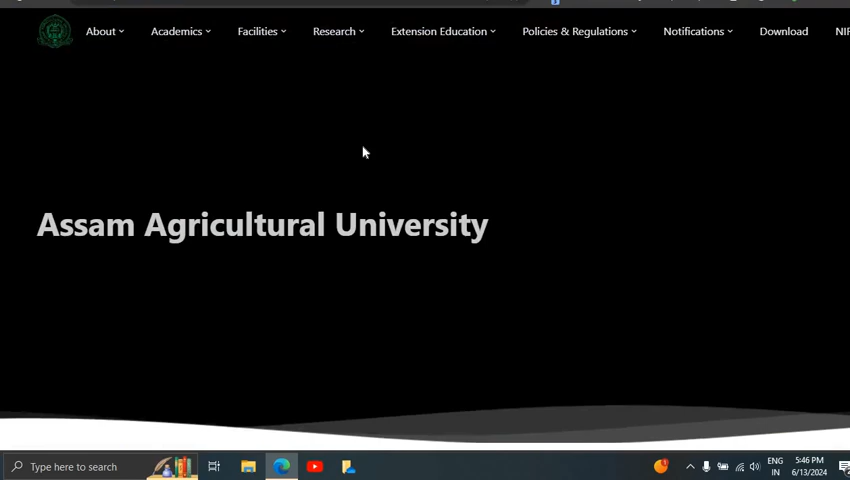 About Academics Facilities Research Extension Education Policies & Regulations Notifications Download
Assam Agricultural University
5:46 PM
ENG
Type here to search
IN
6/13/2024